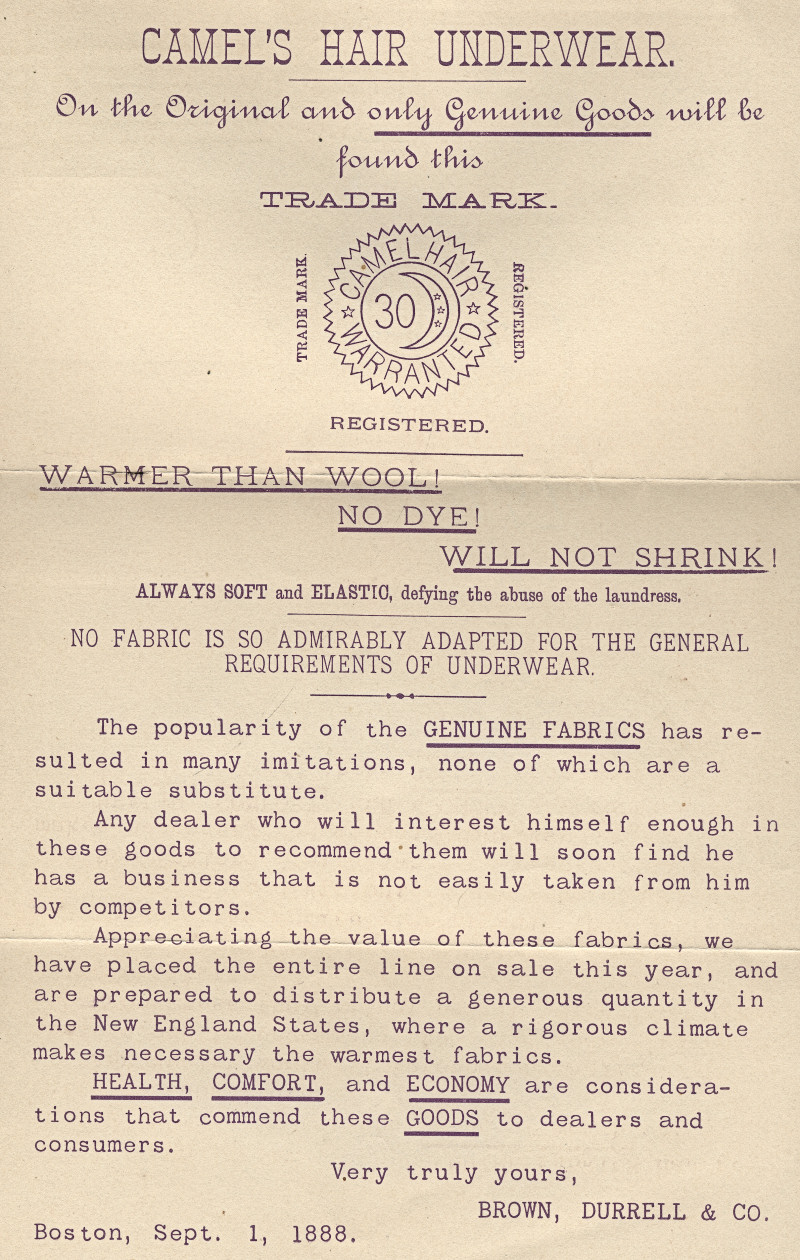 CAMEL'S HAIR UNDERWEAR.
On the Original and only Genuine Goods will be
found this
TRADE MARK.
TRADE MARK.
CAMEL HAIR
30
WARRANTED
REGISTERED.
REGISTERED.
WARMER THAN WOOL!
NO DYE!
WILL NOT SHRINK!
ALWAYS SOFT and ELASTIC, defying the abuse of the laundress.
NO FABRIC IS SO ADMIRABLY ADAPTED FOR THE GENERAL
REQUIREMENTS OF UNDERWEAR.
The popularity of the GENUINE FABRICS has re-
sulted in many imitations, none of which are a
suitable substitute.
Any dealer who will interest himself enough in
these goods to recommend them will soon find he
has a business that is not easily taken from him
by competitors.
Appreciating the value of these fabrics, we
have placed the entire line on sale this year, and
are prepared to distribute a generous quantity in
the New England States, where a rigorous climate
makes necessary the warmest fabrics.
HEALTH, COMFORT, and ECONOMY are considera-
tions that commend these GOODS to dealers and
consumers.
Very truly yours,
BROWN, DURRELL & CO.
Boston, Sept. 1, 1888.